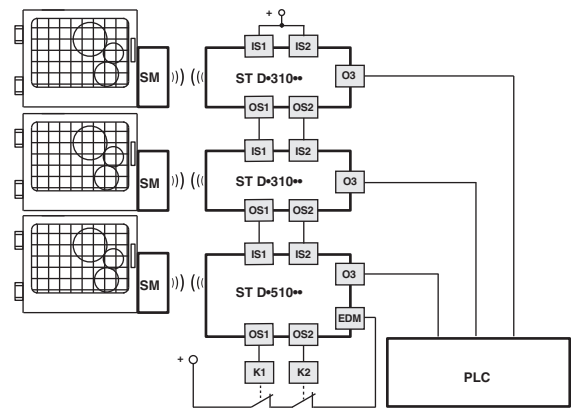 +
IS1 IS2
SM ST D•310•• O3
OS1 OS2
IS1 IS2
SM ST D•310•• O3
OS1 OS2
IS1 IS2
O3
SM ST D•510••
EDM
OS1 OS2
+
K1 K2
PLC